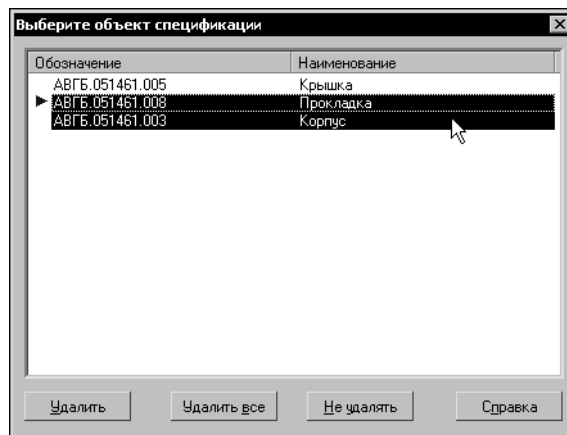 Выберите объект спецификации
Обозначение Наименование
АВГБ.051461.005 Крышка
АВГБ.051461.008 Прокладка
АВГБ.051461.003 Корпус
Удалить Удалить все Не удалять Справка